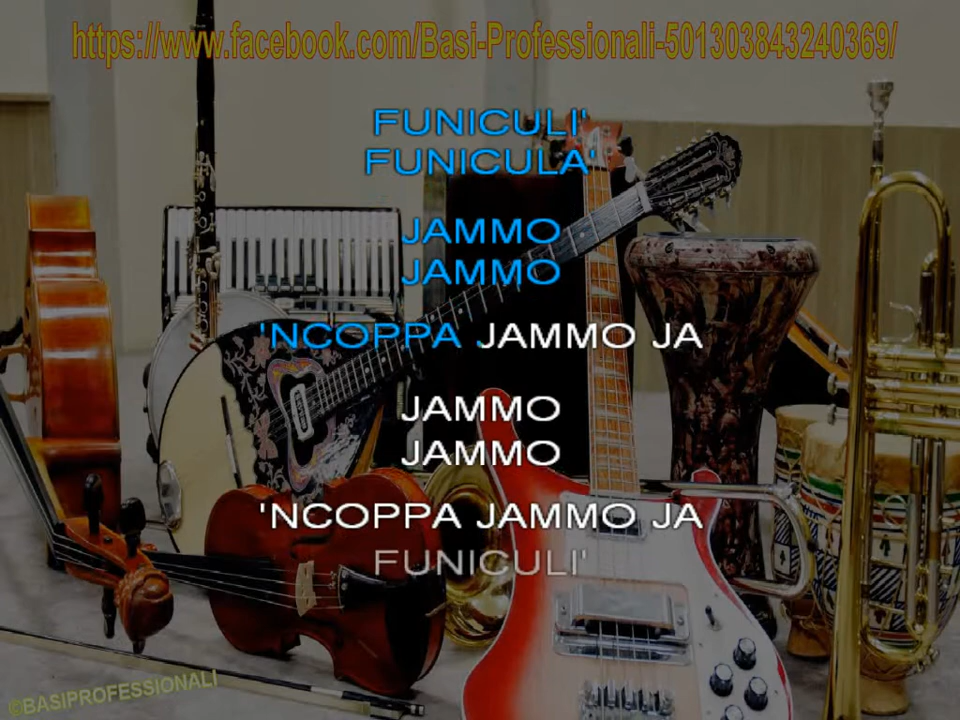 https://www.facebook.com/Basi-Professionali-501303843240369/
FUNICULI'
FUNICULA'
JAMMO
JAMMO
'NCOPPA JAMMO JA
JAMMO
JAMMO
'NCOPPA JAMMO JA
FUNICULI'
©BASIPROFESSIONALI